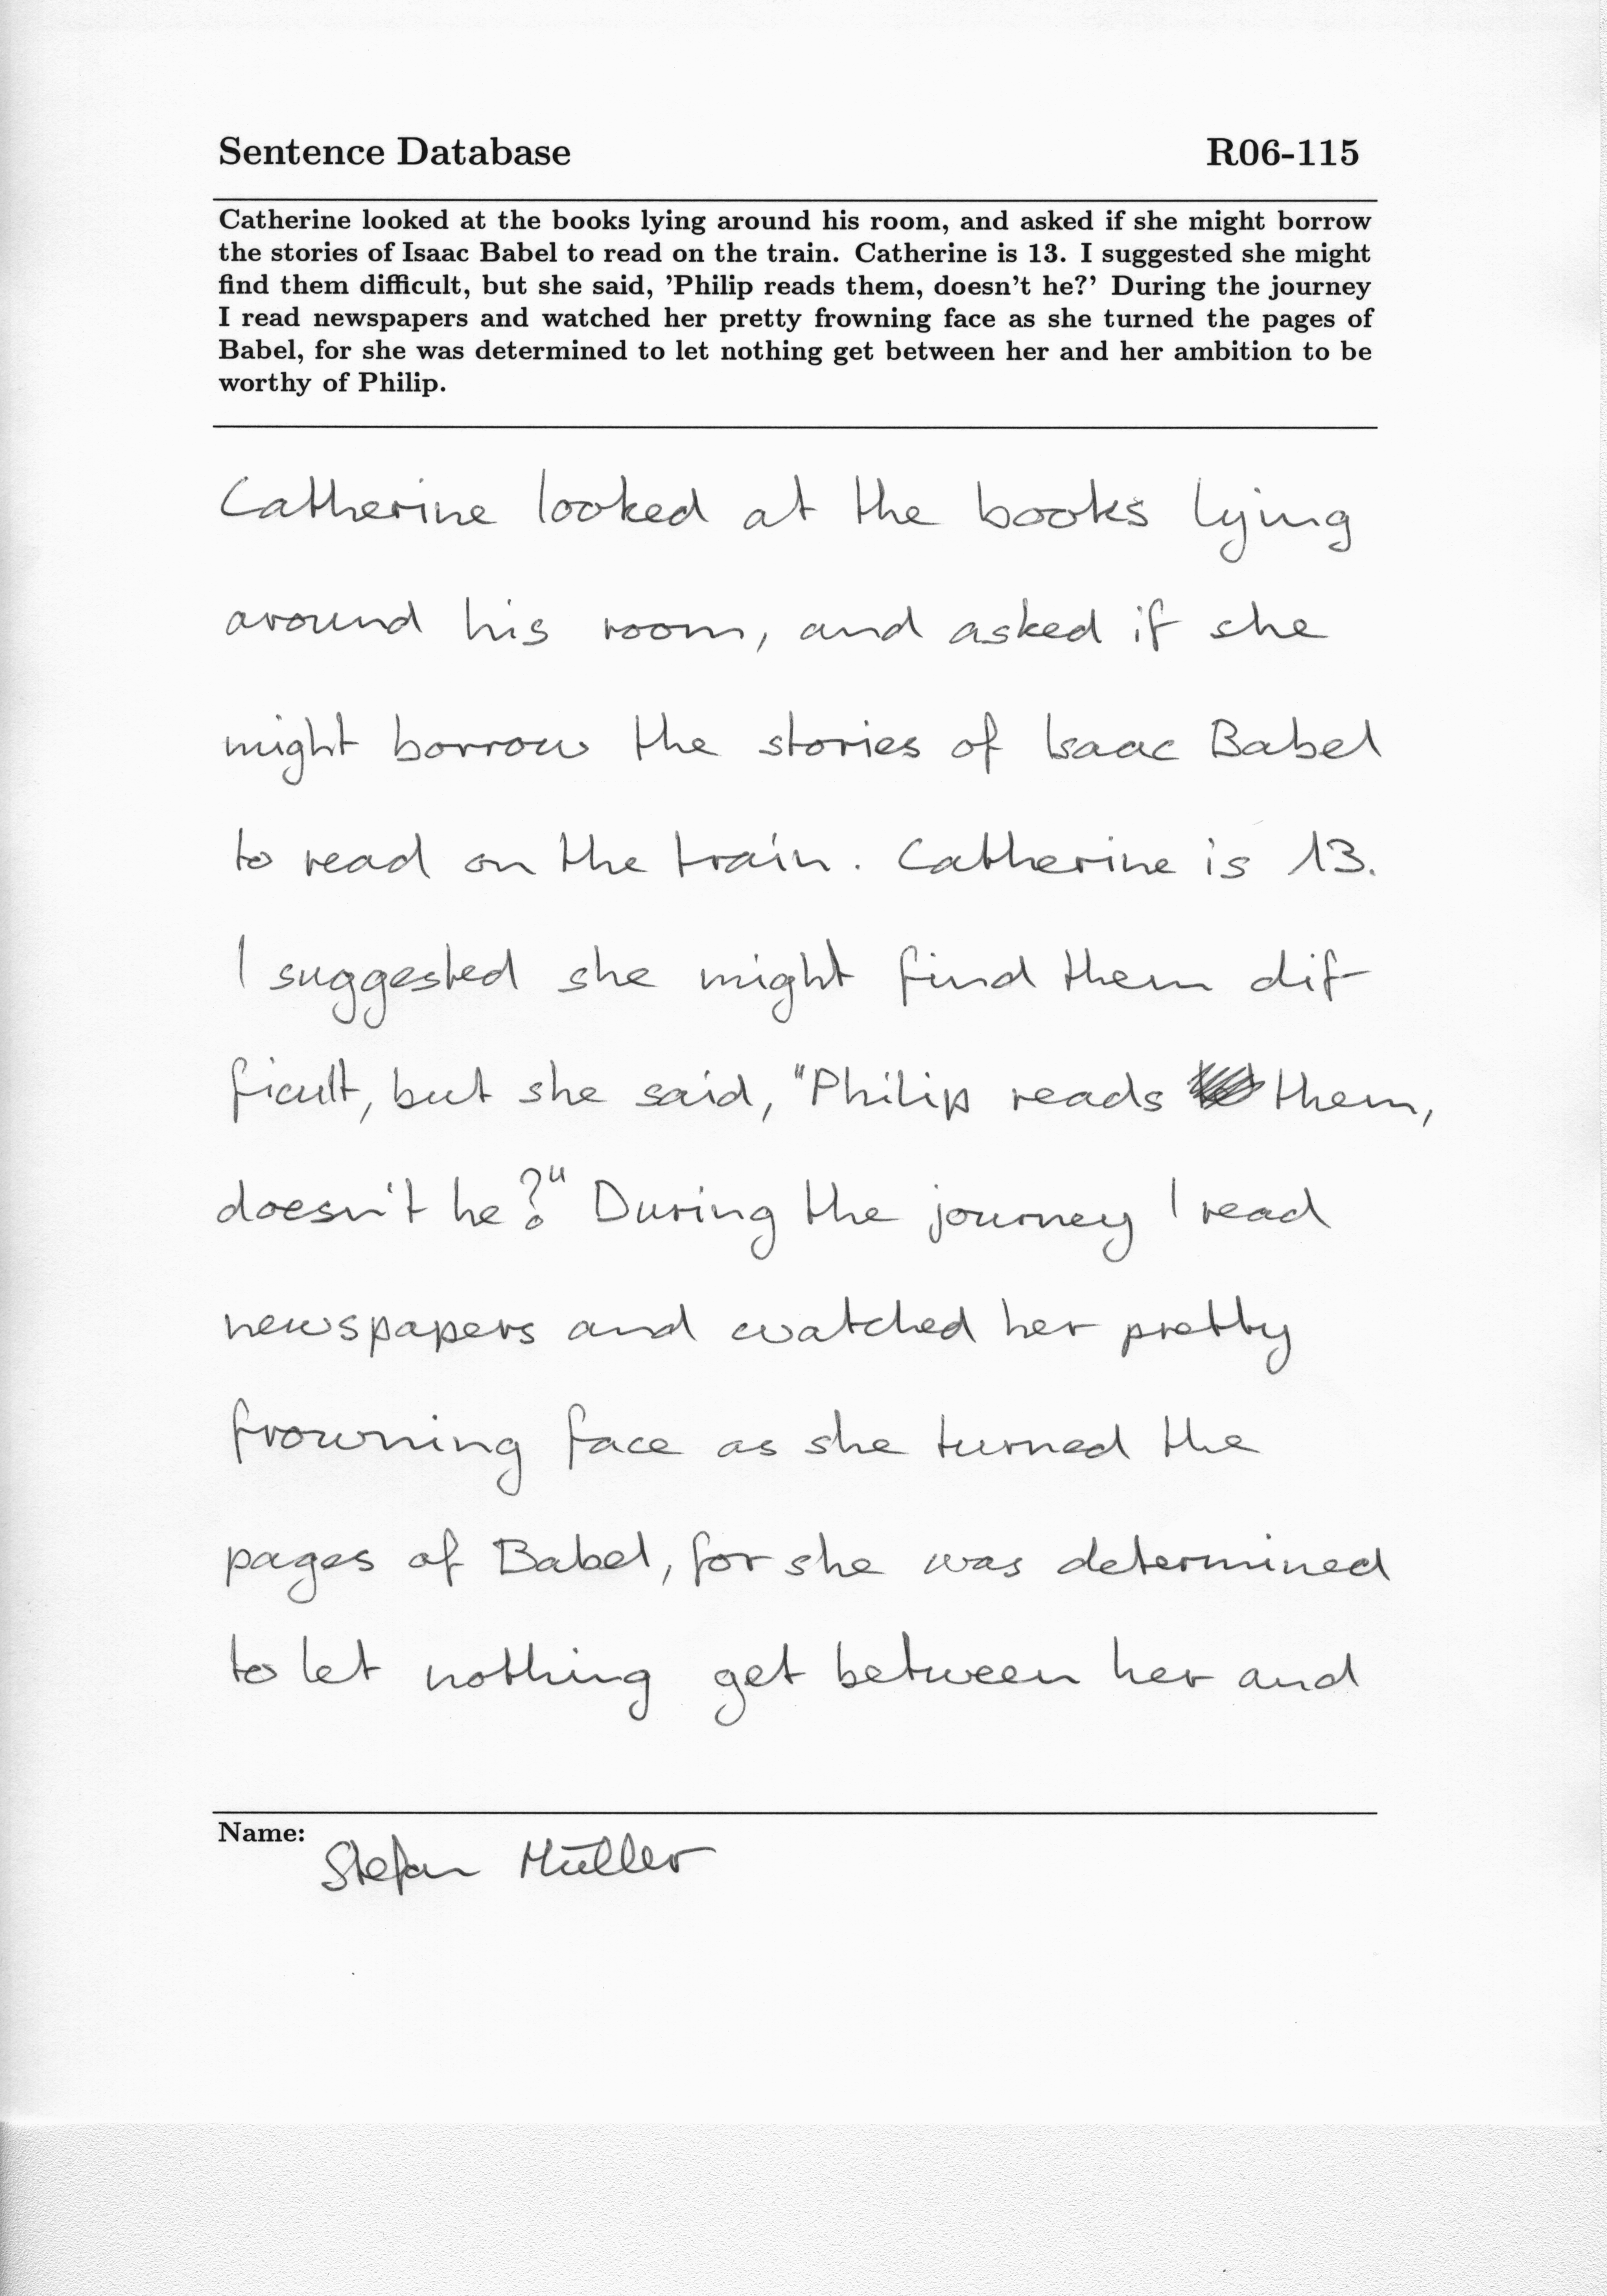 Sentence Database R06-115
Catherine looked at the books lying around his room, and asked if she might borrow
the stories of Isaac Babel to read on the train. Catherine is 13. I suggested she might
find them difficult, but she said, 'Philip reads them, doesn't he?' During the journey
I read newspapers and watched her pretty frowning face as she turned the pages of
Babel, for she was determined to let nothing get between her and her ambition to be
worthy of Philip.
Catherine looked at the books lying
around his room, and asked if she
might borrow the stories of Isaac Babel
to read on the train. Catherine is 13.
I suggested she might find them dif-
ficult, but she said, "Philip reads them,
doesn't he?" During the journey I read
newspapers and watched her pretty
frowning face as she turned the
pages of Babel, for she was determined
to let nothing get between her and
Name: Stefan Müller